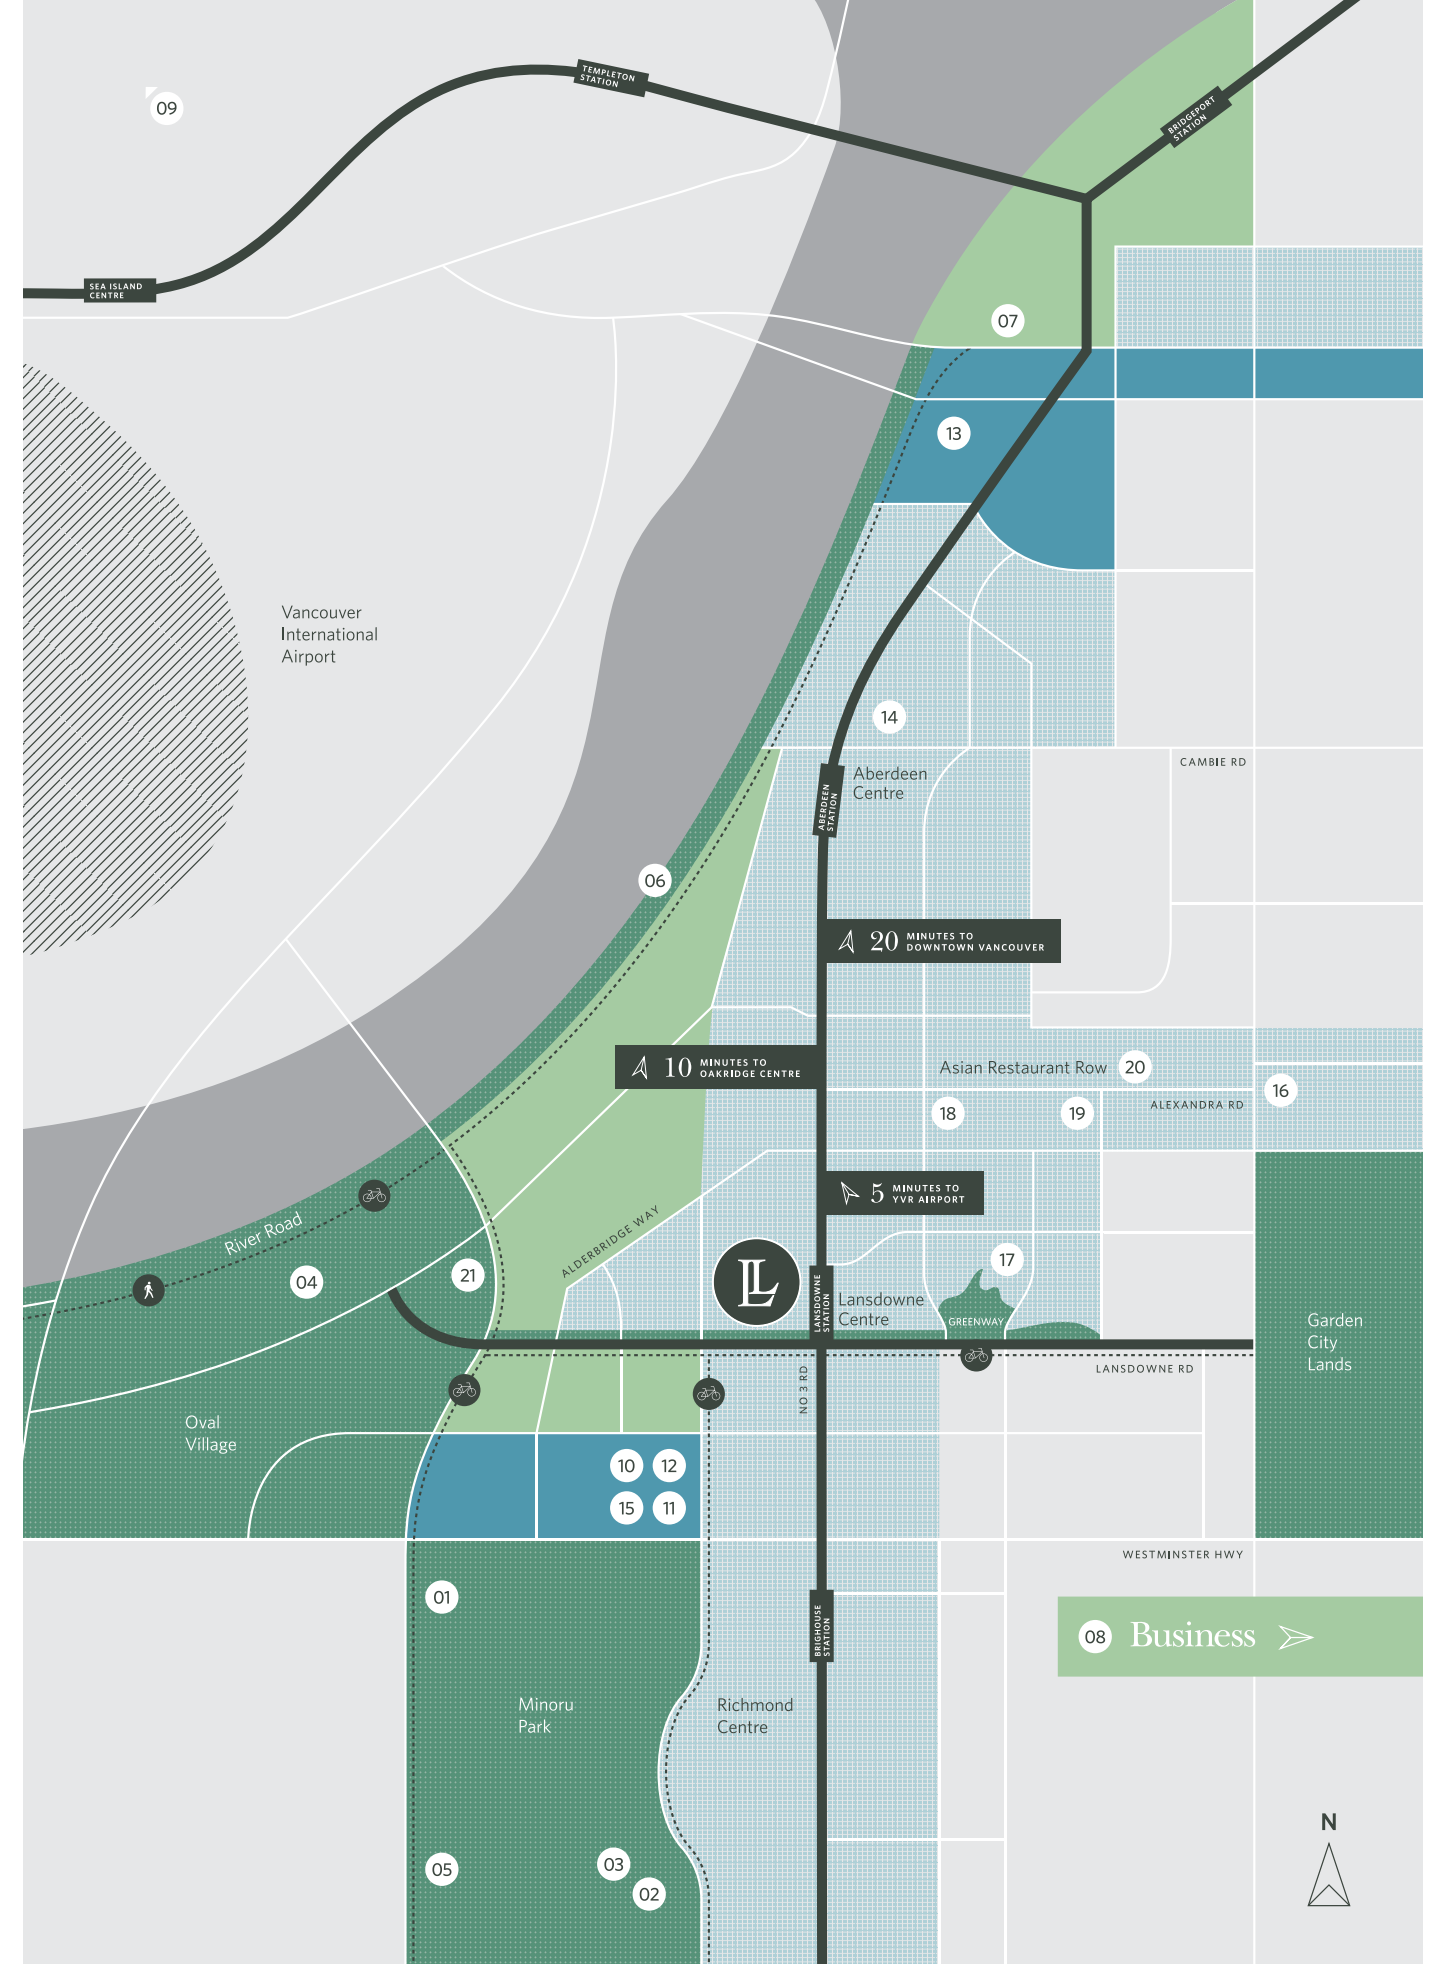 TEMPLETON
STATION
09
BRIDGEPORT
STATION
SEA ISLAND
CENTRE
07
13
Vancouver
International
Airport
14
CAMBIE RD
Aberdeen
Centre
ABERDEEN
STATION
06
20 MINUTES TO
DOWNTOWN VANCOUVER
10 MINUTES TO
OAKRIDGE CENTRE
Asian Restaurant Row
20
16
ALEXANDRA RD
18
19
5 MINUTES TO
YVR AIRPORT
River Road
ALDERBRIDGE WAY
04
21
17
LL
LANSDOWNE
STATION
Lansdowne
Centre
GREENWAY
Garden
City
Lands
LANSDOWNE RD
NO 3 RD
Oval
Village
10
12
15
11
WESTMINSTER HWY
01
BRIGHOUSE
STATION
08 Business
Minoru
Park
Richmond
Centre
N
05
03
02